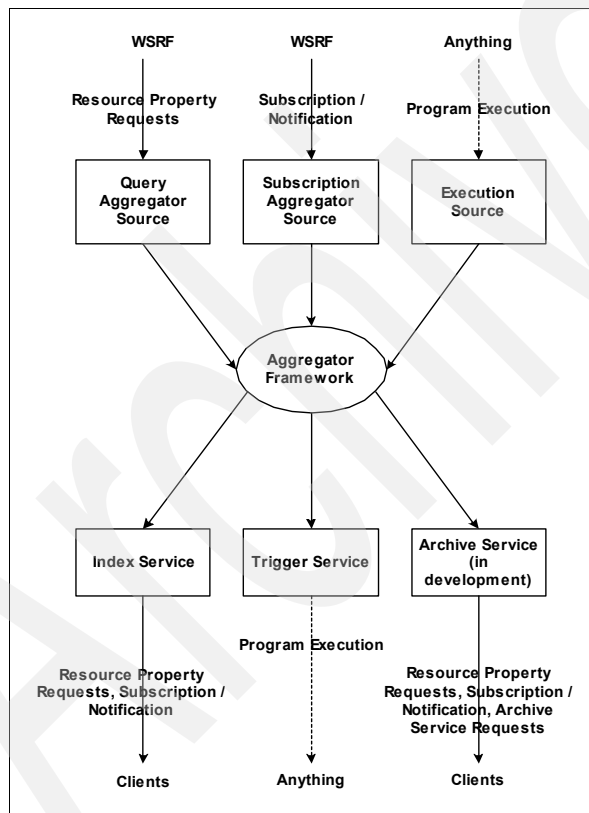 WSRF
WSRF
Anything
Resource Property
Requests
Subscription /
Notification
Program Execution
Query
Aggregator
Source
Subscription
Aggregator
Source
Execution
Source
Aggregator
Framework
Index Service
Trigger Service
Archive Service
(in
development)
Program Execution
Resource Property
Requests, Subscription /
Notification
Resource Property
Requests, Subscription /
Notification, Archive
Service Requests
Clients
Anything
Clients